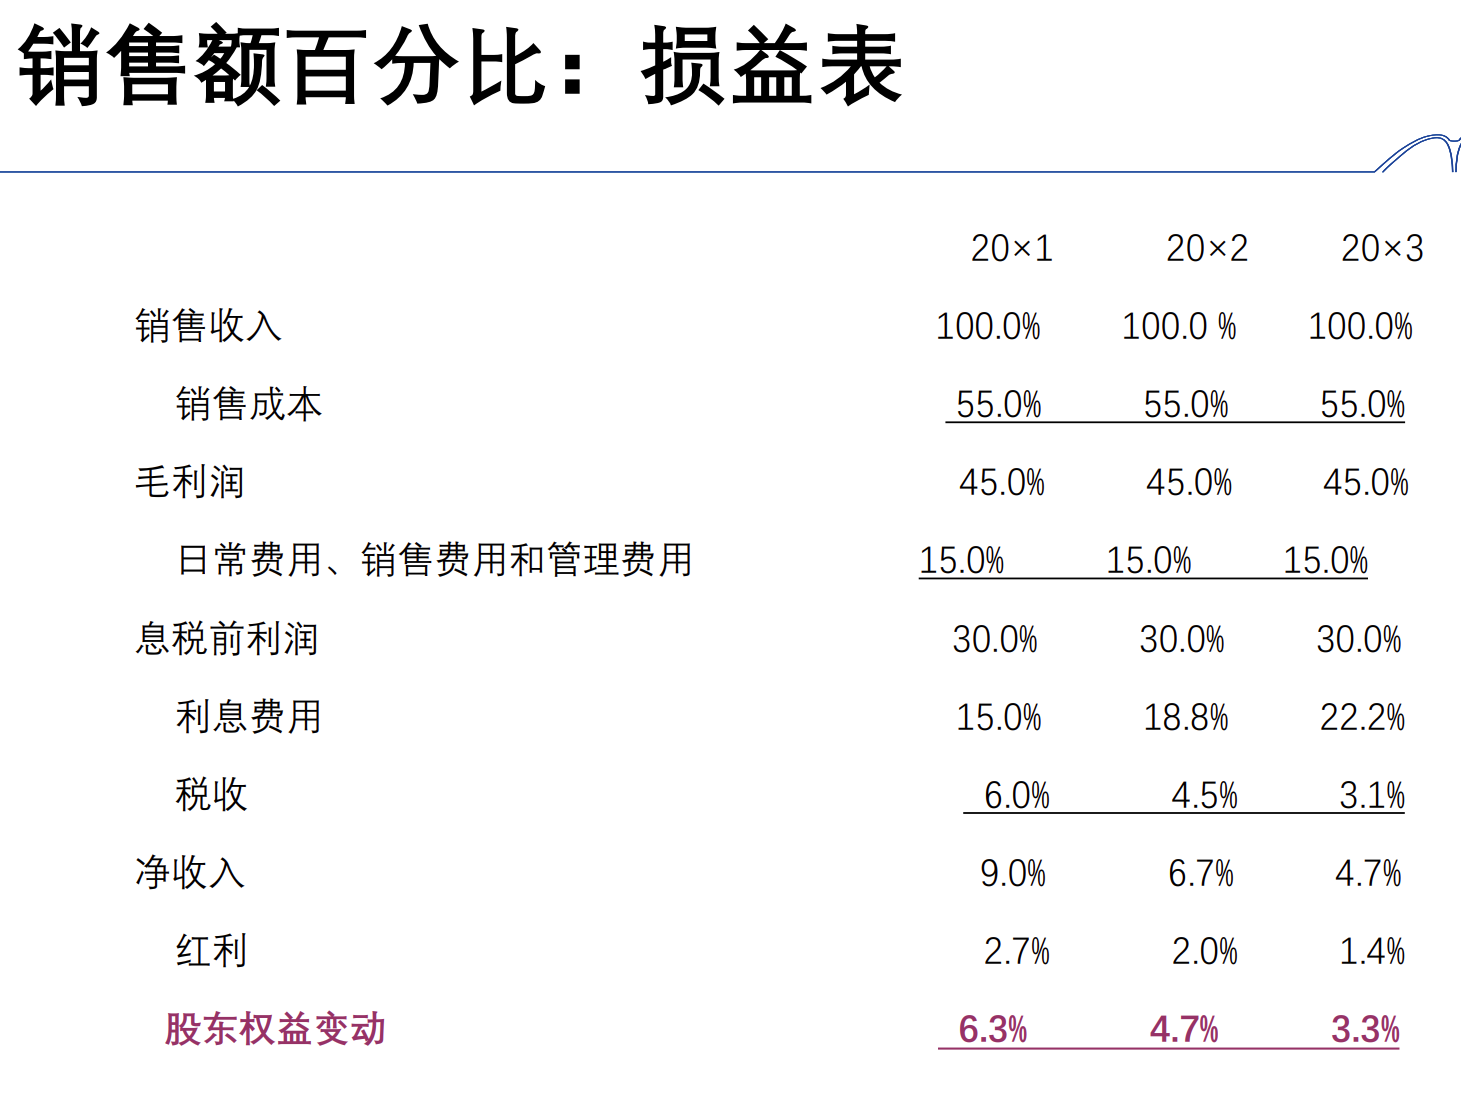 销售额百分比：损益表
20×1 20×2 20×3
销售收入 100.0% 100.0 % 100.0%
销售成本 55.0% 55.0% 55.0%
毛利润 45.0% 45.0% 45.0%
日常费用、销售费用和管理费用 15.0% 15.0% 15.0%
息税前利润 30.0% 30.0% 30.0%
利息费用 15.0% 18.8% 22.2%
税收 6.0% 4.5% 3.1%
净收入 9.0% 6.7% 4.7%
红利 2.7% 2.0% 1.4%
股东权益变动 6.3% 4.7% 3.3%